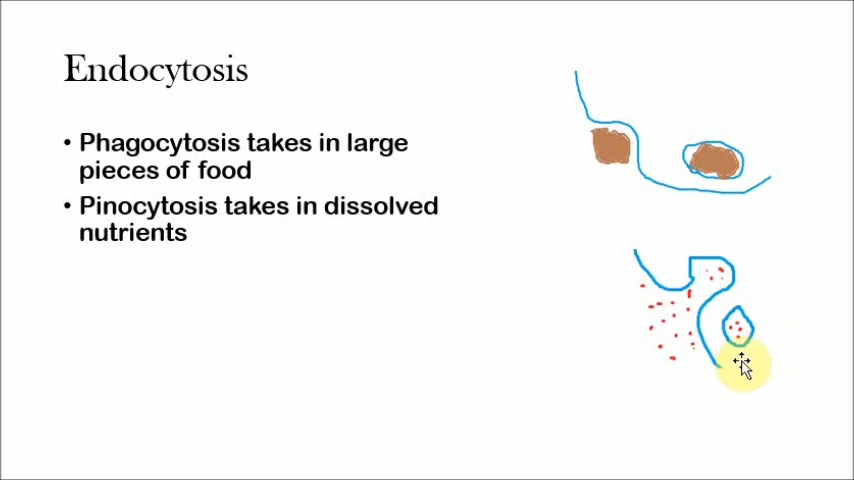 Endocytosis
• Phagocytosis takes in large
pieces of food
• Pinocytosis takes in dissolved
nutrients